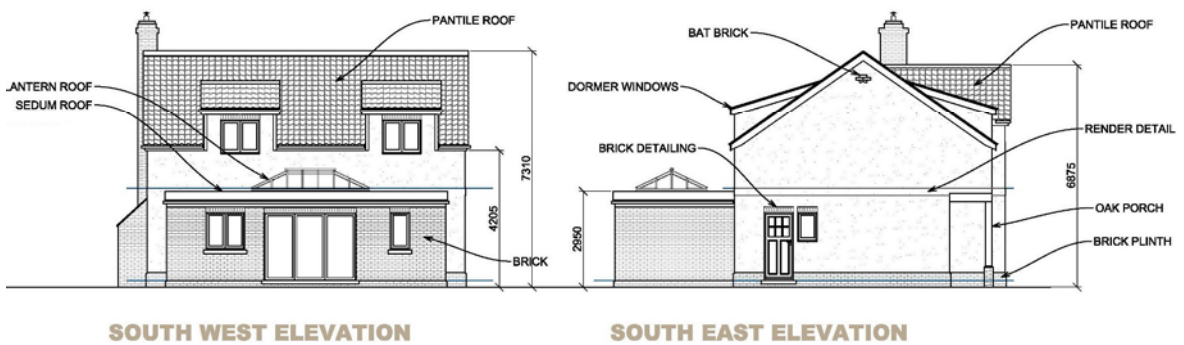 PANTILE ROOF
LANTERN ROOF
SEDUM ROOF
7310
4205
BRICK
SOUTH WEST ELEVATION
BAT BRICK
PANTILE ROOF
DORMER WINDOWS
BRICK DETAILING
RENDER DETAIL
6875
2950
OAK PORCH
BRICK PLINTH
SOUTH EAST ELEVATION